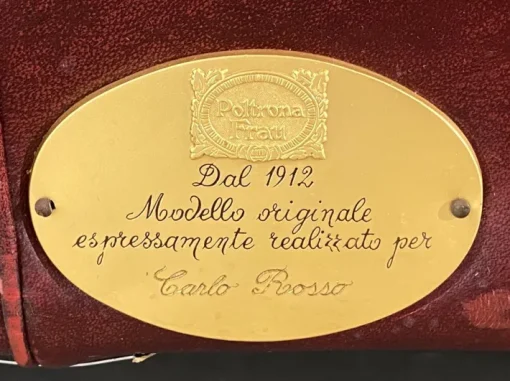 Poltrona
Frau
Dal 1912
Modello originale
espressamente realizzato per
Carlo Rosso